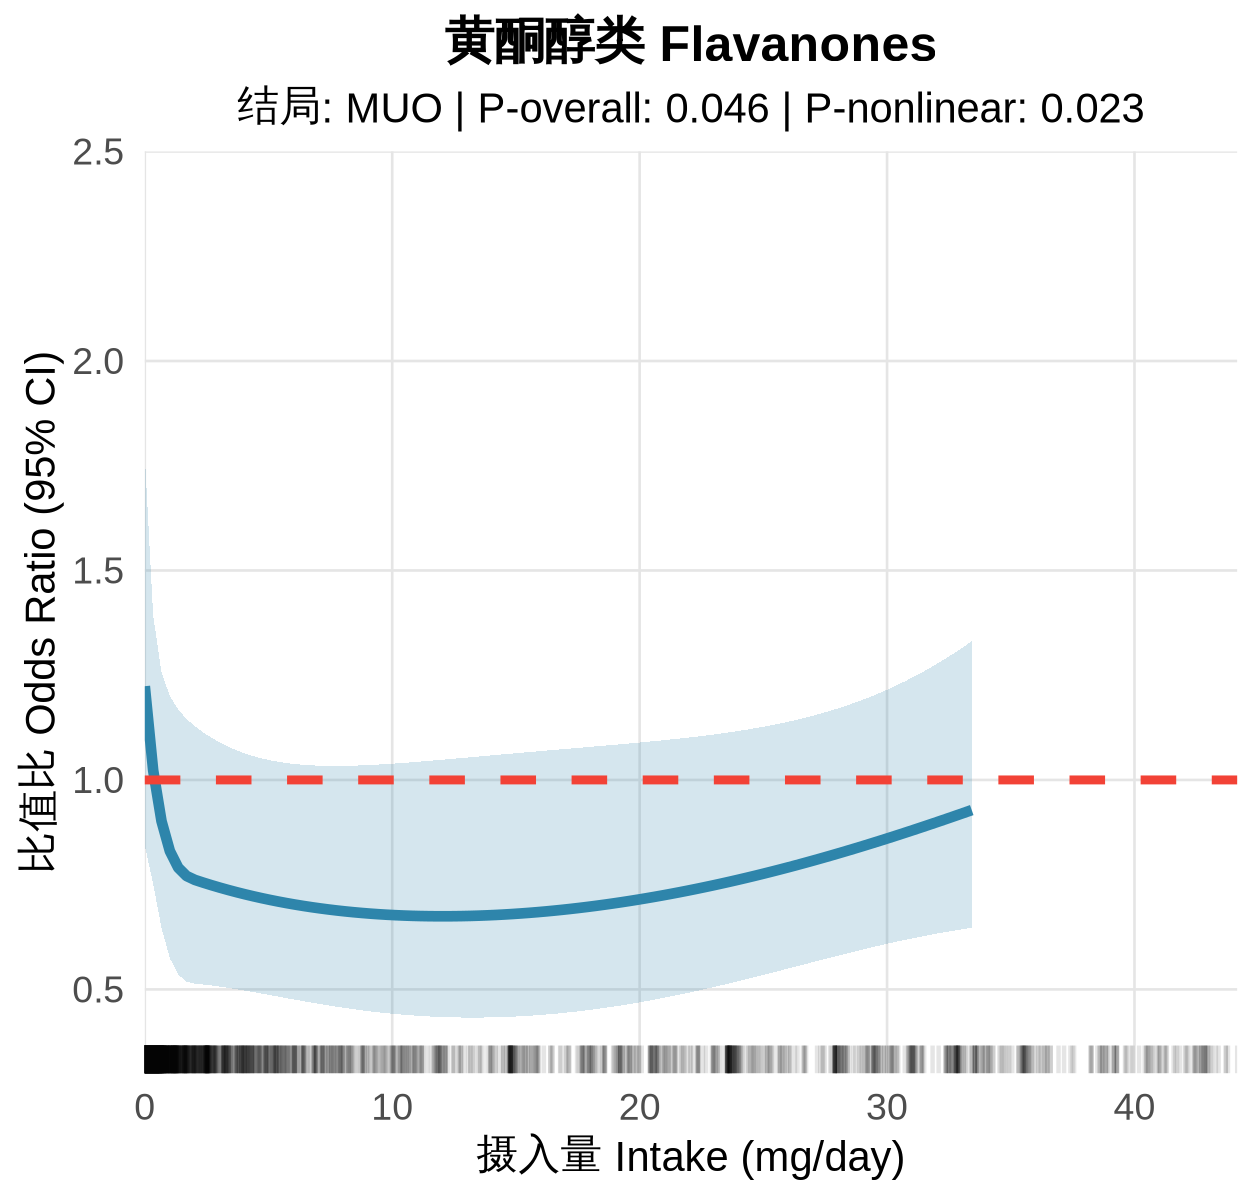 黄酮醇类 Flavanones
结局: MUO | P-overall: 0.046 | P-nonlinear: 0.023
2.5
2.0
1.5
1.0
0.5
比值比 Odds Ratio (95% CI)
0 10 20 30 40
摄入量 Intake (mg/day)